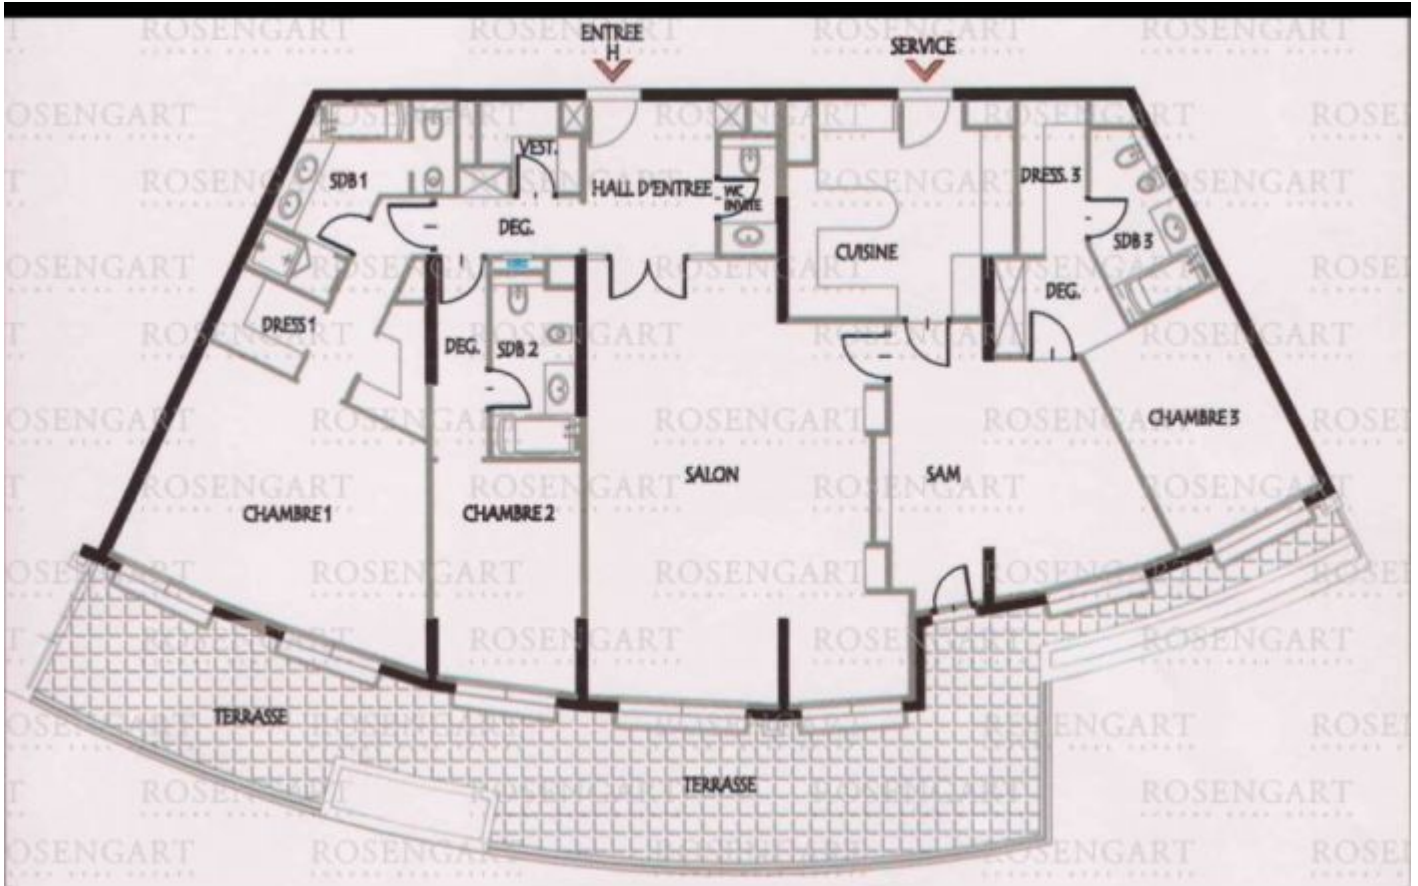 ENTREE
H
SERVICE
VEST.
SDB 1
HALL D'ENTREE
WC
INVITE
DRESS. 3
DEG.
CUISINE
SDB 3
DEG.
DRESS 1
DEG.
SDB 2
CHAMBRE 3
SALON
SAM
CHAMBRE 1
CHAMBRE 2
TERRASSE
TERRASSE
ROSENGART